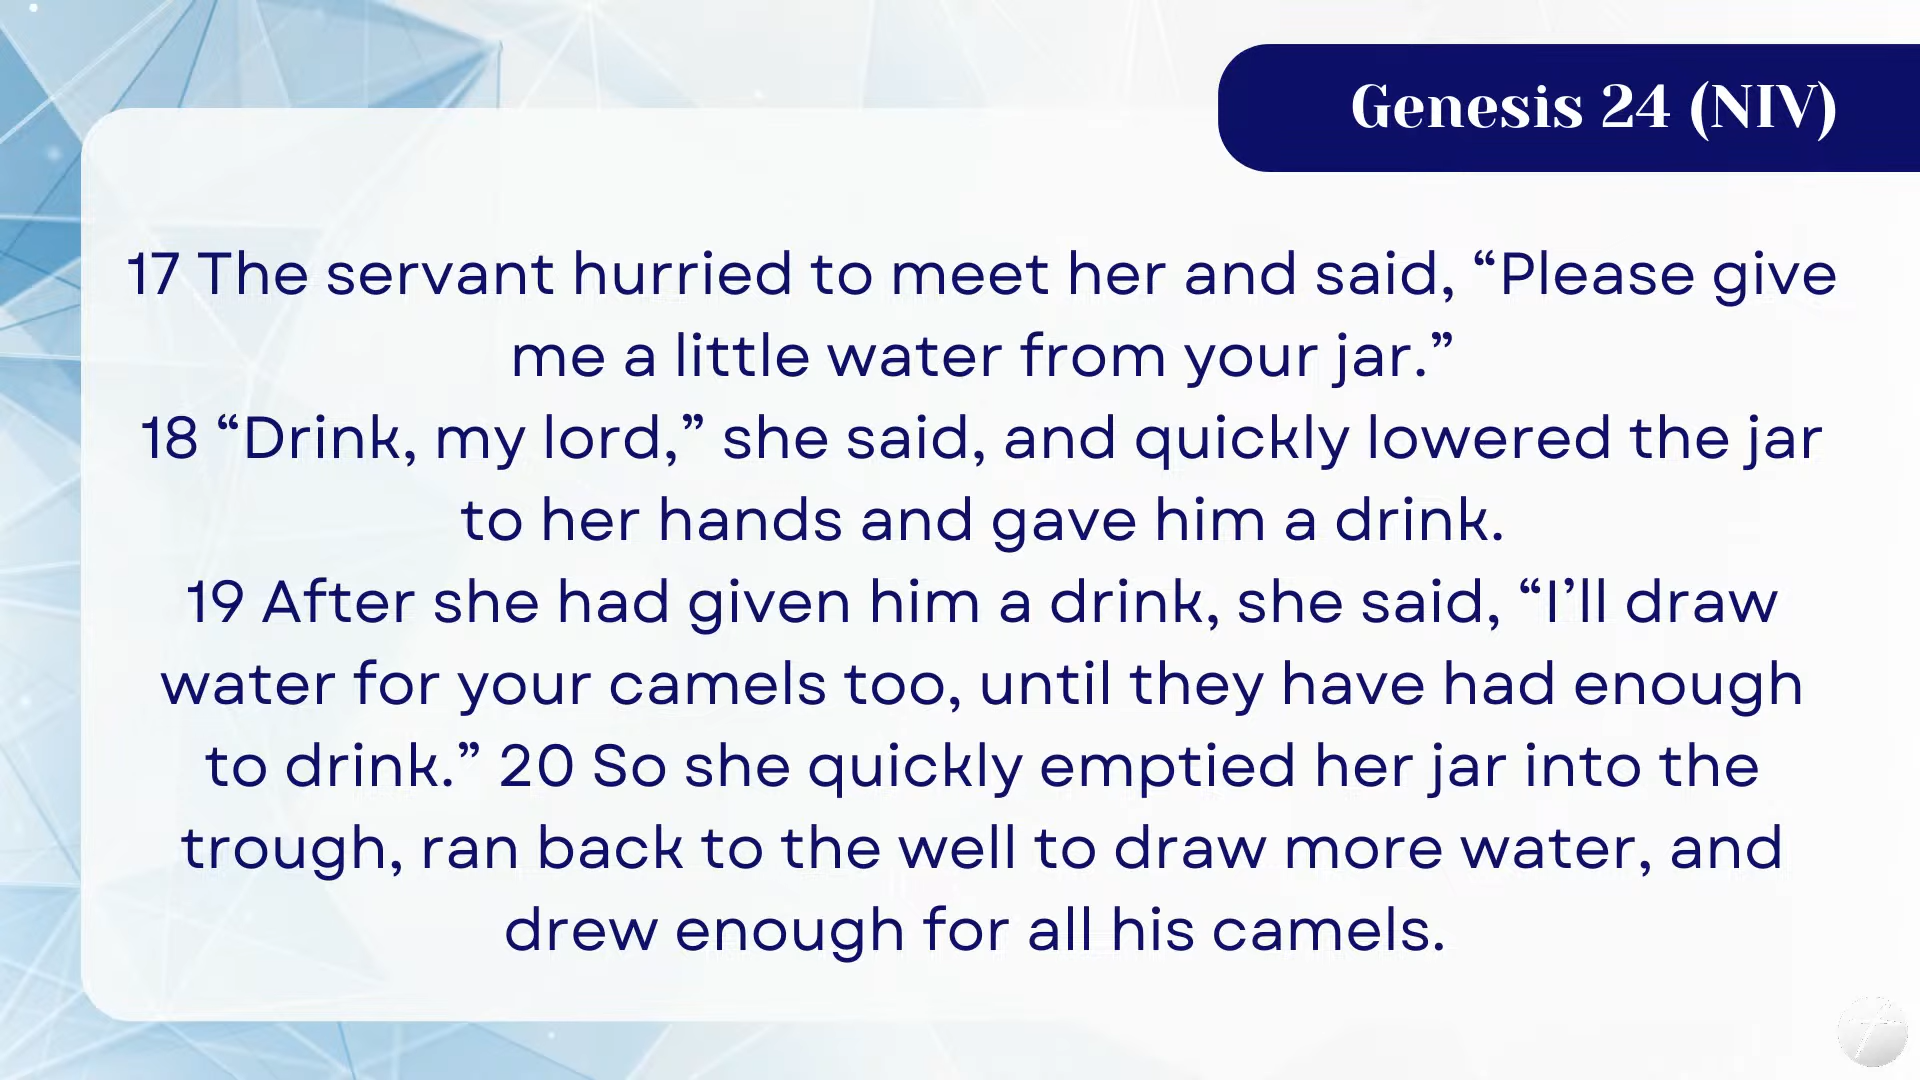 Genesis 24 (NIV)
17 The servant hurried to meet her and said, “Please give
me a little water from your jar.”
18 “Drink, my lord,” she said, and quickly lowered the jar
to her hands and gave him a drink.
19 After she had given him a drink, she said, “I’ll draw
water for your camels too, until they have had enough
to drink.” 20 So she quickly emptied her jar into the
trough, ran back to the well to draw more water, and
drew enough for all his camels.